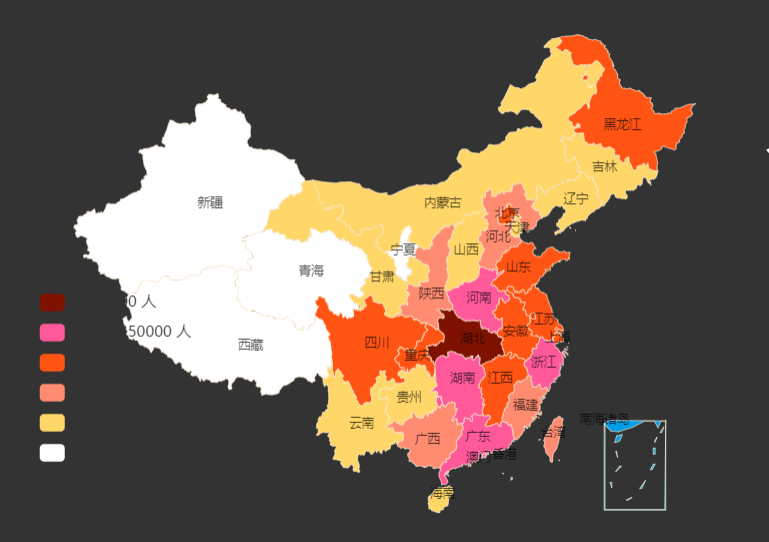 黑龙江
吉林
辽宁
内蒙古
新疆
北京
天津
河北
山西
宁夏
青海
甘肃
陕西
山东
河南
0 人
50000 人
西藏
四川
重庆
湖北
安徽
江苏
上海
浙江
湖南
江西
贵州
福建
云南
广西
广东
台湾
南海诸岛
澳门
香港
海南